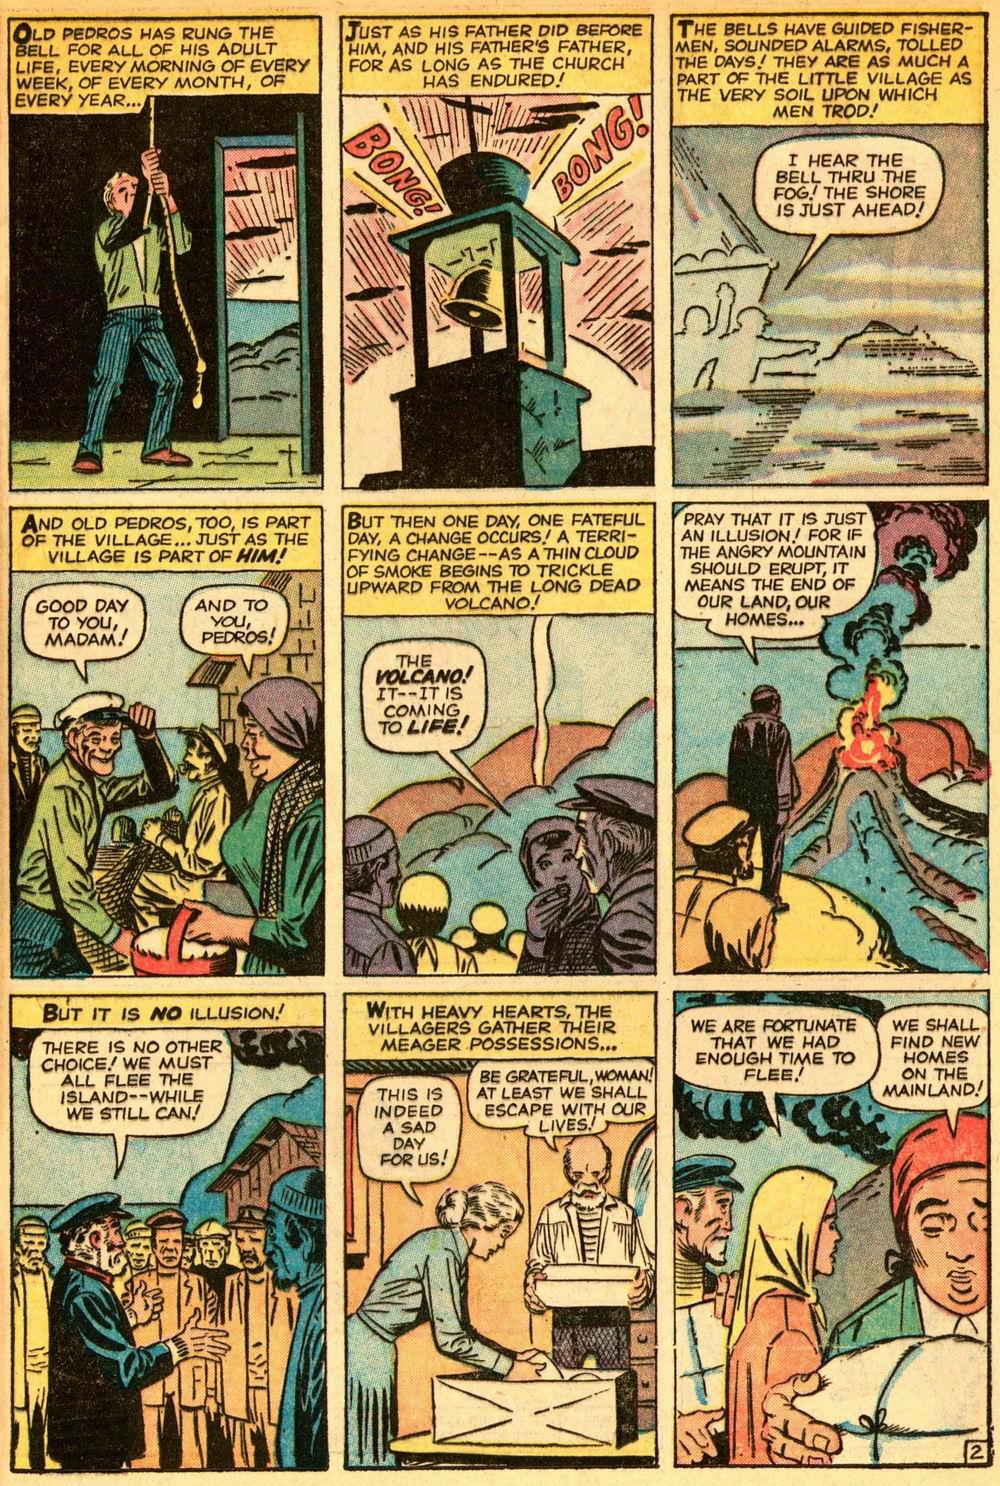 OLD PEDROS HAS RUNG THE
BELL FOR ALL OF HIS ADULT
LIFE, EVERY MORNING OF EVERY
WEEK, OF EVERY MONTH, OF
EVERY YEAR...
JUST AS HIS FATHER DID BEFORE
HIM, AND HIS FATHER'S FATHER,
FOR AS LONG AS THE CHURCH
HAS ENDURED!
BONG!
BONG!
THE BELLS HAVE GUIDED FISHER-
MEN, SOUNDED ALARMS, TOLLED
THE DAYS! THEY ARE AS MUCH A
PART OF THE LITTLE VILLAGE AS
THE VERY SOIL UPON WHICH
MEN TROD!
I HEAR THE
BELL THRU THE
FOG! THE SHORE
IS JUST AHEAD!
AND OLD PEDROS, TOO, IS PART
OF THE VILLAGE... JUST AS THE
VILLAGE IS PART OF HIM!
GOOD DAY
TO YOU,
MADAM!
AND TO
YOU,
PEDROS!
BUT THEN ONE DAY, ONE FATEFUL
DAY, A CHANGE OCCURS! A TERRI-
FYING CHANGE--AS A THIN CLOUD
OF SMOKE BEGINS TO TRICKLE
UPWARD FROM THE LONG DEAD
VOLCANO!
THE
VOLCANO!
IT--IT IS
COMING
TO LIFE!
PRAY THAT IT IS JUST
AN ILLUSION! FOR IF
THE ANGRY MOUNTAIN
SHOULD ERUPT, IT
MEANS THE END OF
OUR LAND, OUR
HOMES...
BUT IT IS NO ILLUSION!
THERE IS NO OTHER
CHOICE! WE MUST
ALL FLEE THE
ISLAND--WHILE
WE STILL CAN!
WITH HEAVY HEARTS, THE
VILLAGERS GATHER THEIR
MEAGER POSSESSIONS...
THIS IS
INDEED
A SAD
DAY
FOR US!
BE GRATEFUL, WOMAN!
AT LEAST WE SHALL
ESCAPE WITH OUR
LIVES!
WE ARE FORTUNATE
THAT WE HAD
ENOUGH TIME TO
FLEE!
WE SHALL
FIND NEW
HOMES
ON THE
MAINLAND!
2